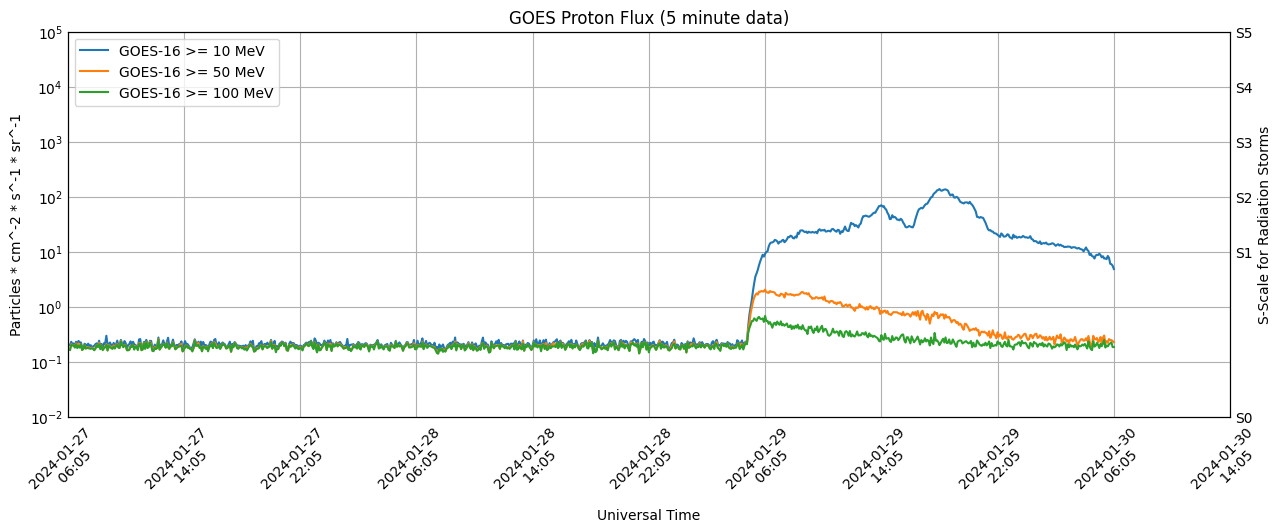 GOES Proton Flux (5 minute data)
GOES-16 >= 10 MeV
GOES-16 >= 50 MeV
GOES-16 >= 100 MeV
Particles * cm^-2 * s^-1 * sr^-1
10^5
10^4
10^3
10^2
10^1
10^0
10^-1
10^-2
S5
S4
S3
S2
S1
S0
S-Scale for Radiation Storms
2024-01-27
06:05
2024-01-27
14:05
2024-01-27
22:05
2024-01-28
06:05
2024-01-28
14:05
2024-01-28
22:05
2024-01-29
06:05
2024-01-29
14:05
2024-01-29
22:05
2024-01-30
06:05
2024-01-30
14:05
Universal Time